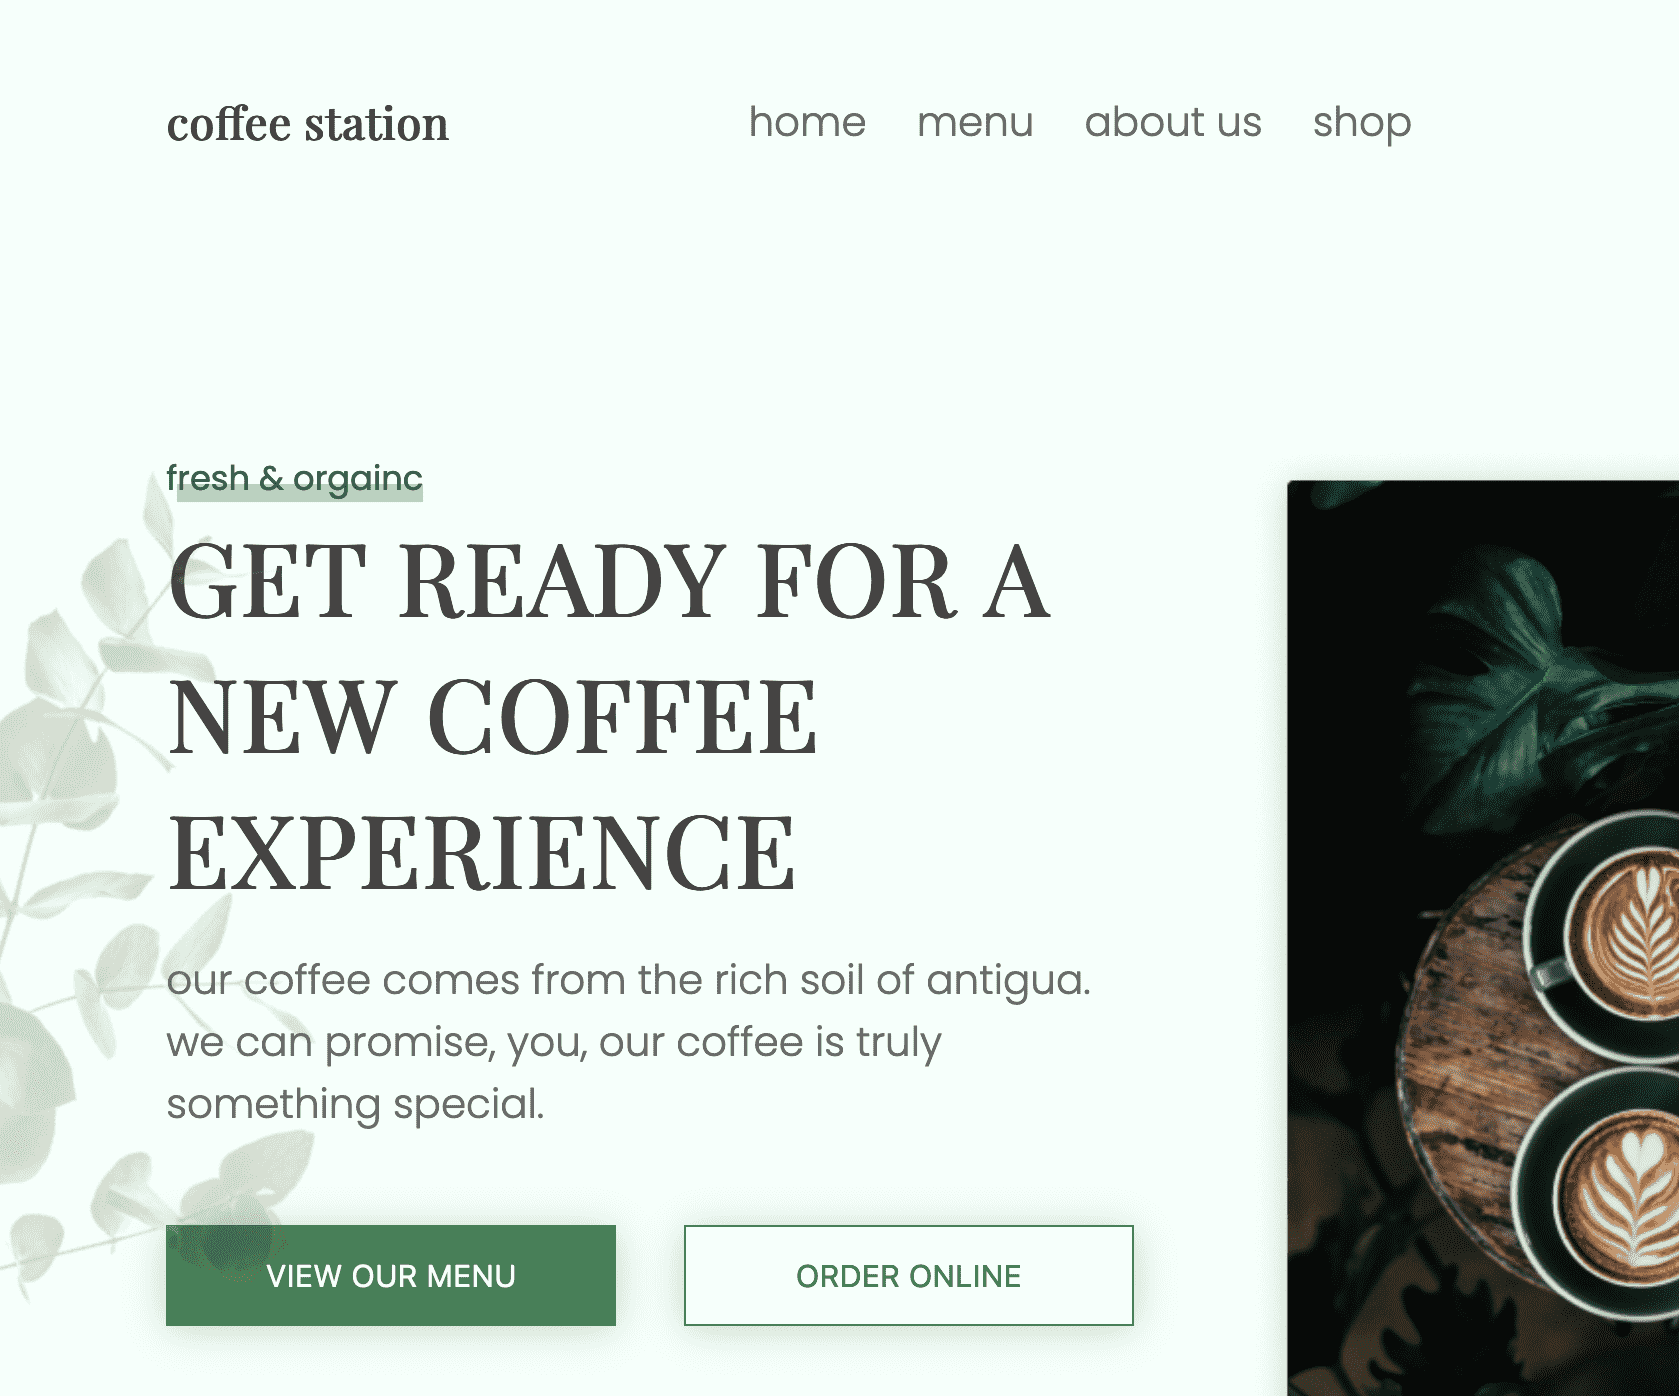 coffee station
home menu about us shop
fresh & orgainc
GET READY FOR A
NEW COFFEE
EXPERIENCE
our coffee comes from the rich soil of antigua.
we can promise, you, our coffee is truly
something special.
VIEW OUR MENU
ORDER ONLINE